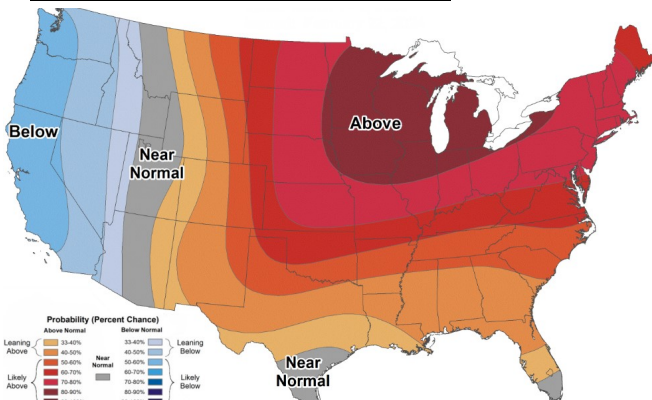 Below
Near
Normal
Above
Near
Normal
Probability (Percent Chance)
Above Normal
Below Normal
Leaning
Above
33-40%
40-50%
Likely
Above
50-60%
60-70%
70-80%
80-90%
Near
Normal
33-40%
40-50%
Leaning
Below
50-60%
60-70%
70-80%
80-90%
Likely
Below